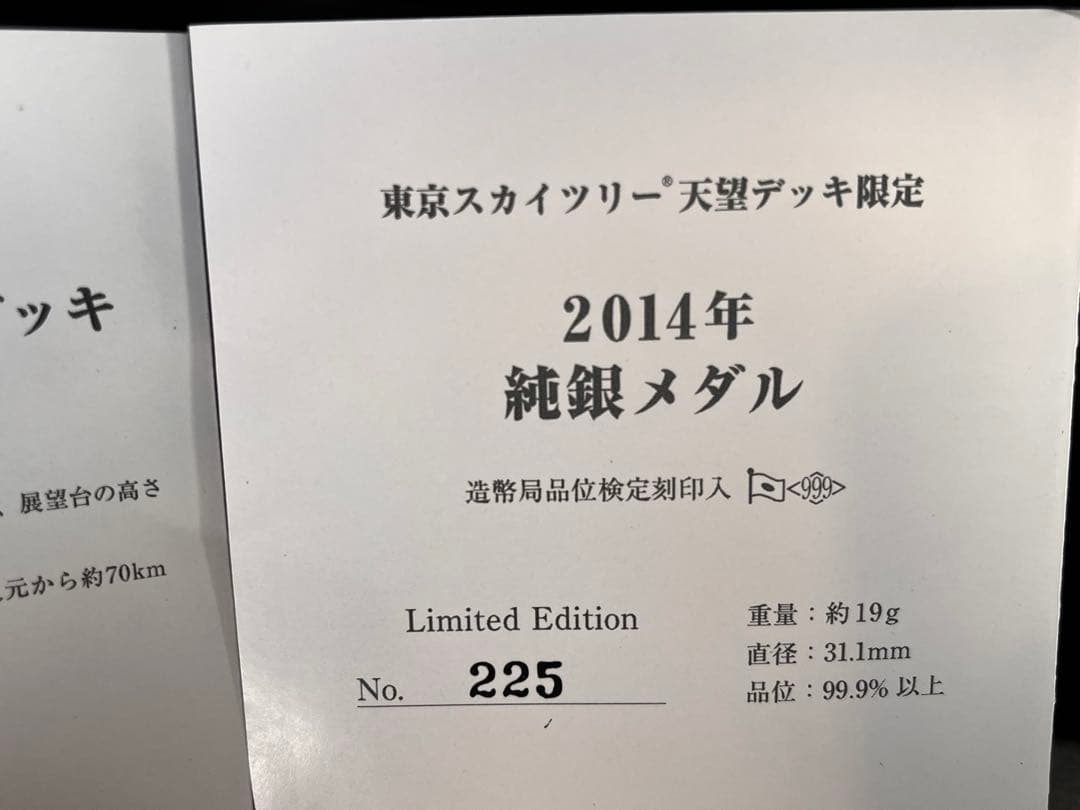 ッキ
、展望台の高さ
元から約70km
東京スカイツリー®天望デッキ限定
2014年
純銀メダル
造幣局品位検定刻印入 <999>
Limited Edition
No. 225
重量：約19g
直径：31.1mm
品位：99.9% 以上